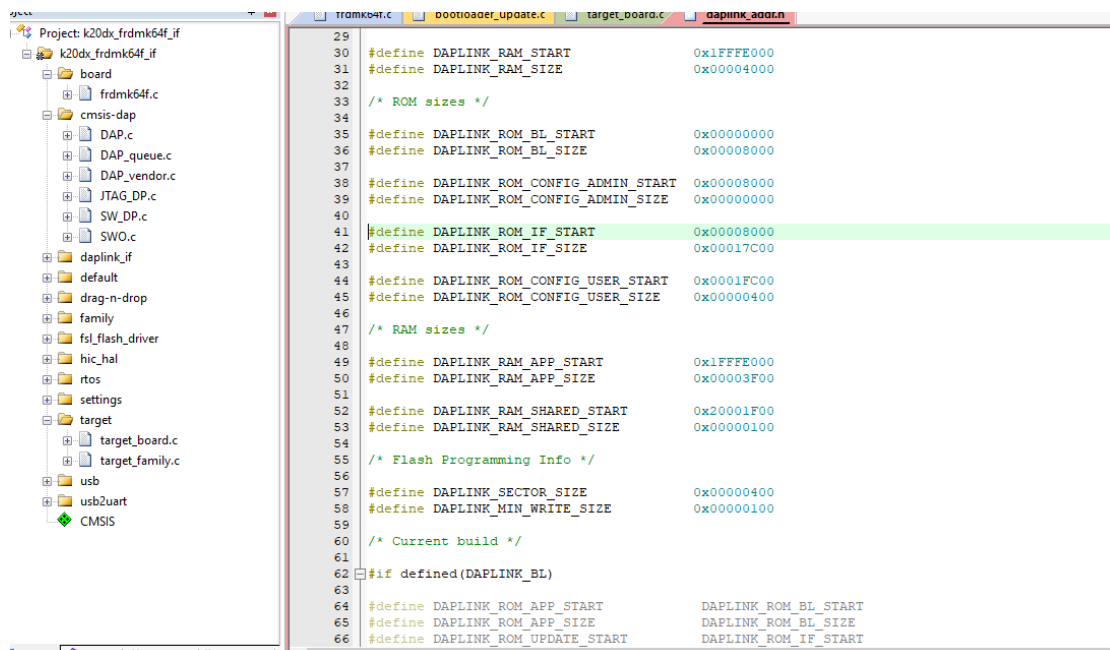 frdmk64f.c bootloader_update.c target_board.c daplink_addr.h
Project: k20dx_frdmk64f_if
k20dx_frdmk64f_if
board
frdmk64f.c
cmsis-dap
DAP.c
DAP_queue.c
DAP_vendor.c
JTAG_DP.c
SW_DP.c
SWO.c
daplink_if
default
drag-n-drop
family
fsl_flash_driver
hic_hal
rtos
settings
target
target_board.c
target_family.c
usb
usb2uart
CMSIS
29
30 #define DAPLINK_RAM_START 0x1FFFE000
31 #define DAPLINK_RAM_SIZE 0x00004000
32
33 /* ROM sizes */
34
35 #define DAPLINK_ROM_BL_START 0x00000000
36 #define DAPLINK_ROM_BL_SIZE 0x00008000
37
38 #define DAPLINK_ROM_CONFIG_ADMIN_START 0x00008000
39 #define DAPLINK_ROM_CONFIG_ADMIN_SIZE 0x00000000
40
41 #define DAPLINK_ROM_IF_START 0x00008000
42 #define DAPLINK_ROM_IF_SIZE 0x00017C00
43
44 #define DAPLINK_ROM_CONFIG_USER_START 0x0001FC00
45 #define DAPLINK_ROM_CONFIG_USER_SIZE 0x00000400
46
47 /* RAM sizes */
48
49 #define DAPLINK_RAM_APP_START 0x1FFFE000
50 #define DAPLINK_RAM_APP_SIZE 0x00003F00
51
52 #define DAPLINK_RAM_SHARED_START 0x20001F00
53 #define DAPLINK_RAM_SHARED_SIZE 0x00000100
54
55 /* Flash Programming Info */
56
57 #define DAPLINK_SECTOR_SIZE 0x00000400
58 #define DAPLINK_MIN_WRITE_SIZE 0x00000100
59
60 /* Current build */
61
62 #if defined(DAPLINK_BL)
63
64 #define DAPLINK_ROM_APP_START DAPLINK_ROM_BL_START
65 #define DAPLINK_ROM_APP_SIZE DAPLINK_ROM_BL_SIZE
66 #define DAPLINK_ROM_UPDATE_START DAPLINK_ROM_IF_START